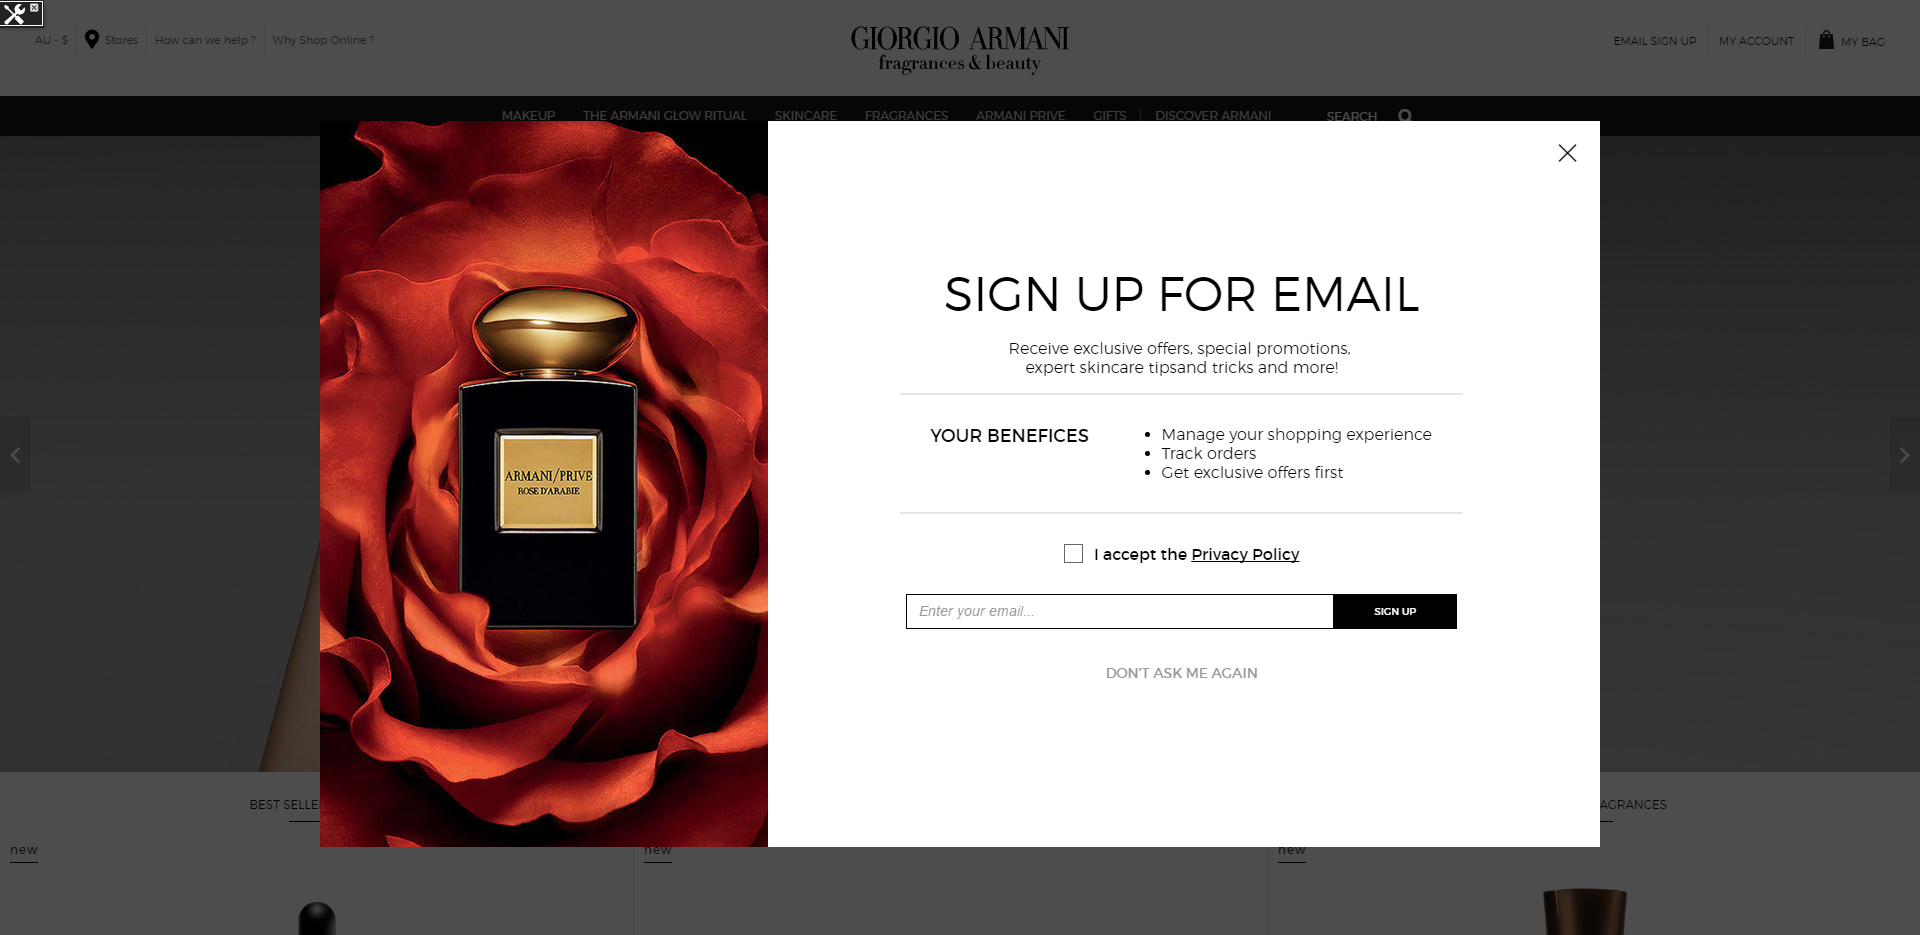 AU - $
Stores
How can we help ?
Why Shop Online ?
GIORGIO ARMANI
fragrances & beauty
EMAIL SIGN UP
MY ACCOUNT
MY BAG
MAKEUP
THE ARMANI GLOW RITUAL
SKINCARE
FRAGRANCES
ARMANI PRIVE
GIFTS
DISCOVER ARMANI
SEARCH
ARMANI/PRIVE
ROSE D'ARABIE
SIGN UP FOR EMAIL
Receive exclusive offers, special promotions,
expert skincare tipsand tricks and more!
YOUR BENEFICES
Manage your shopping experience
Track orders
Get exclusive offers first
I accept the Privacy Policy
Enter your email...
SIGN UP
DON'T ASK ME AGAIN
BEST SELLE
AGRANCES
new
new
new